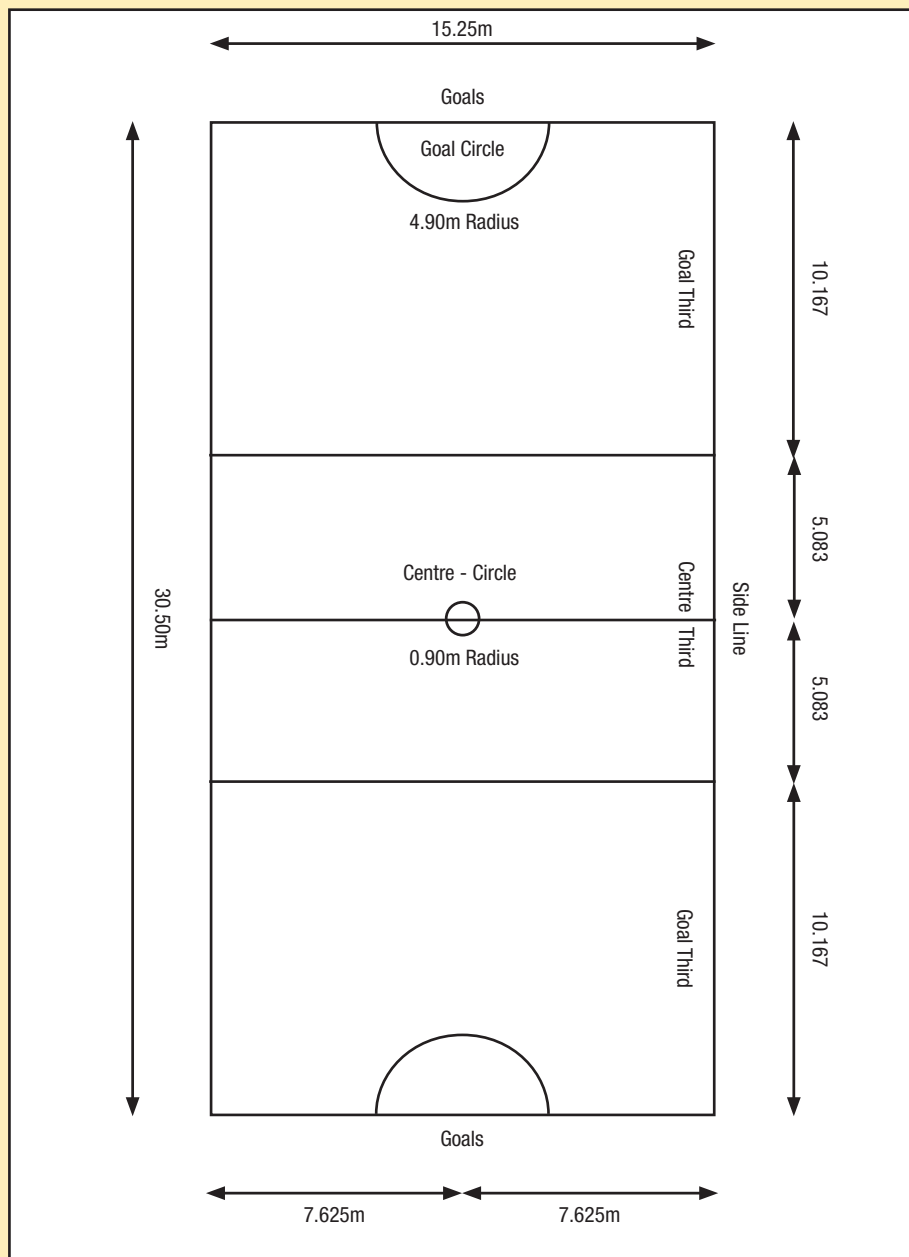 15.25m
Goals
Goal Circle
4.90m Radius
Goal Third
10.167
5.083
Centre - Circle
Centre Third
Side Line
30.50m
0.90m Radius
5.083
Goal Third
10.167
Goals
7.625m
7.625m